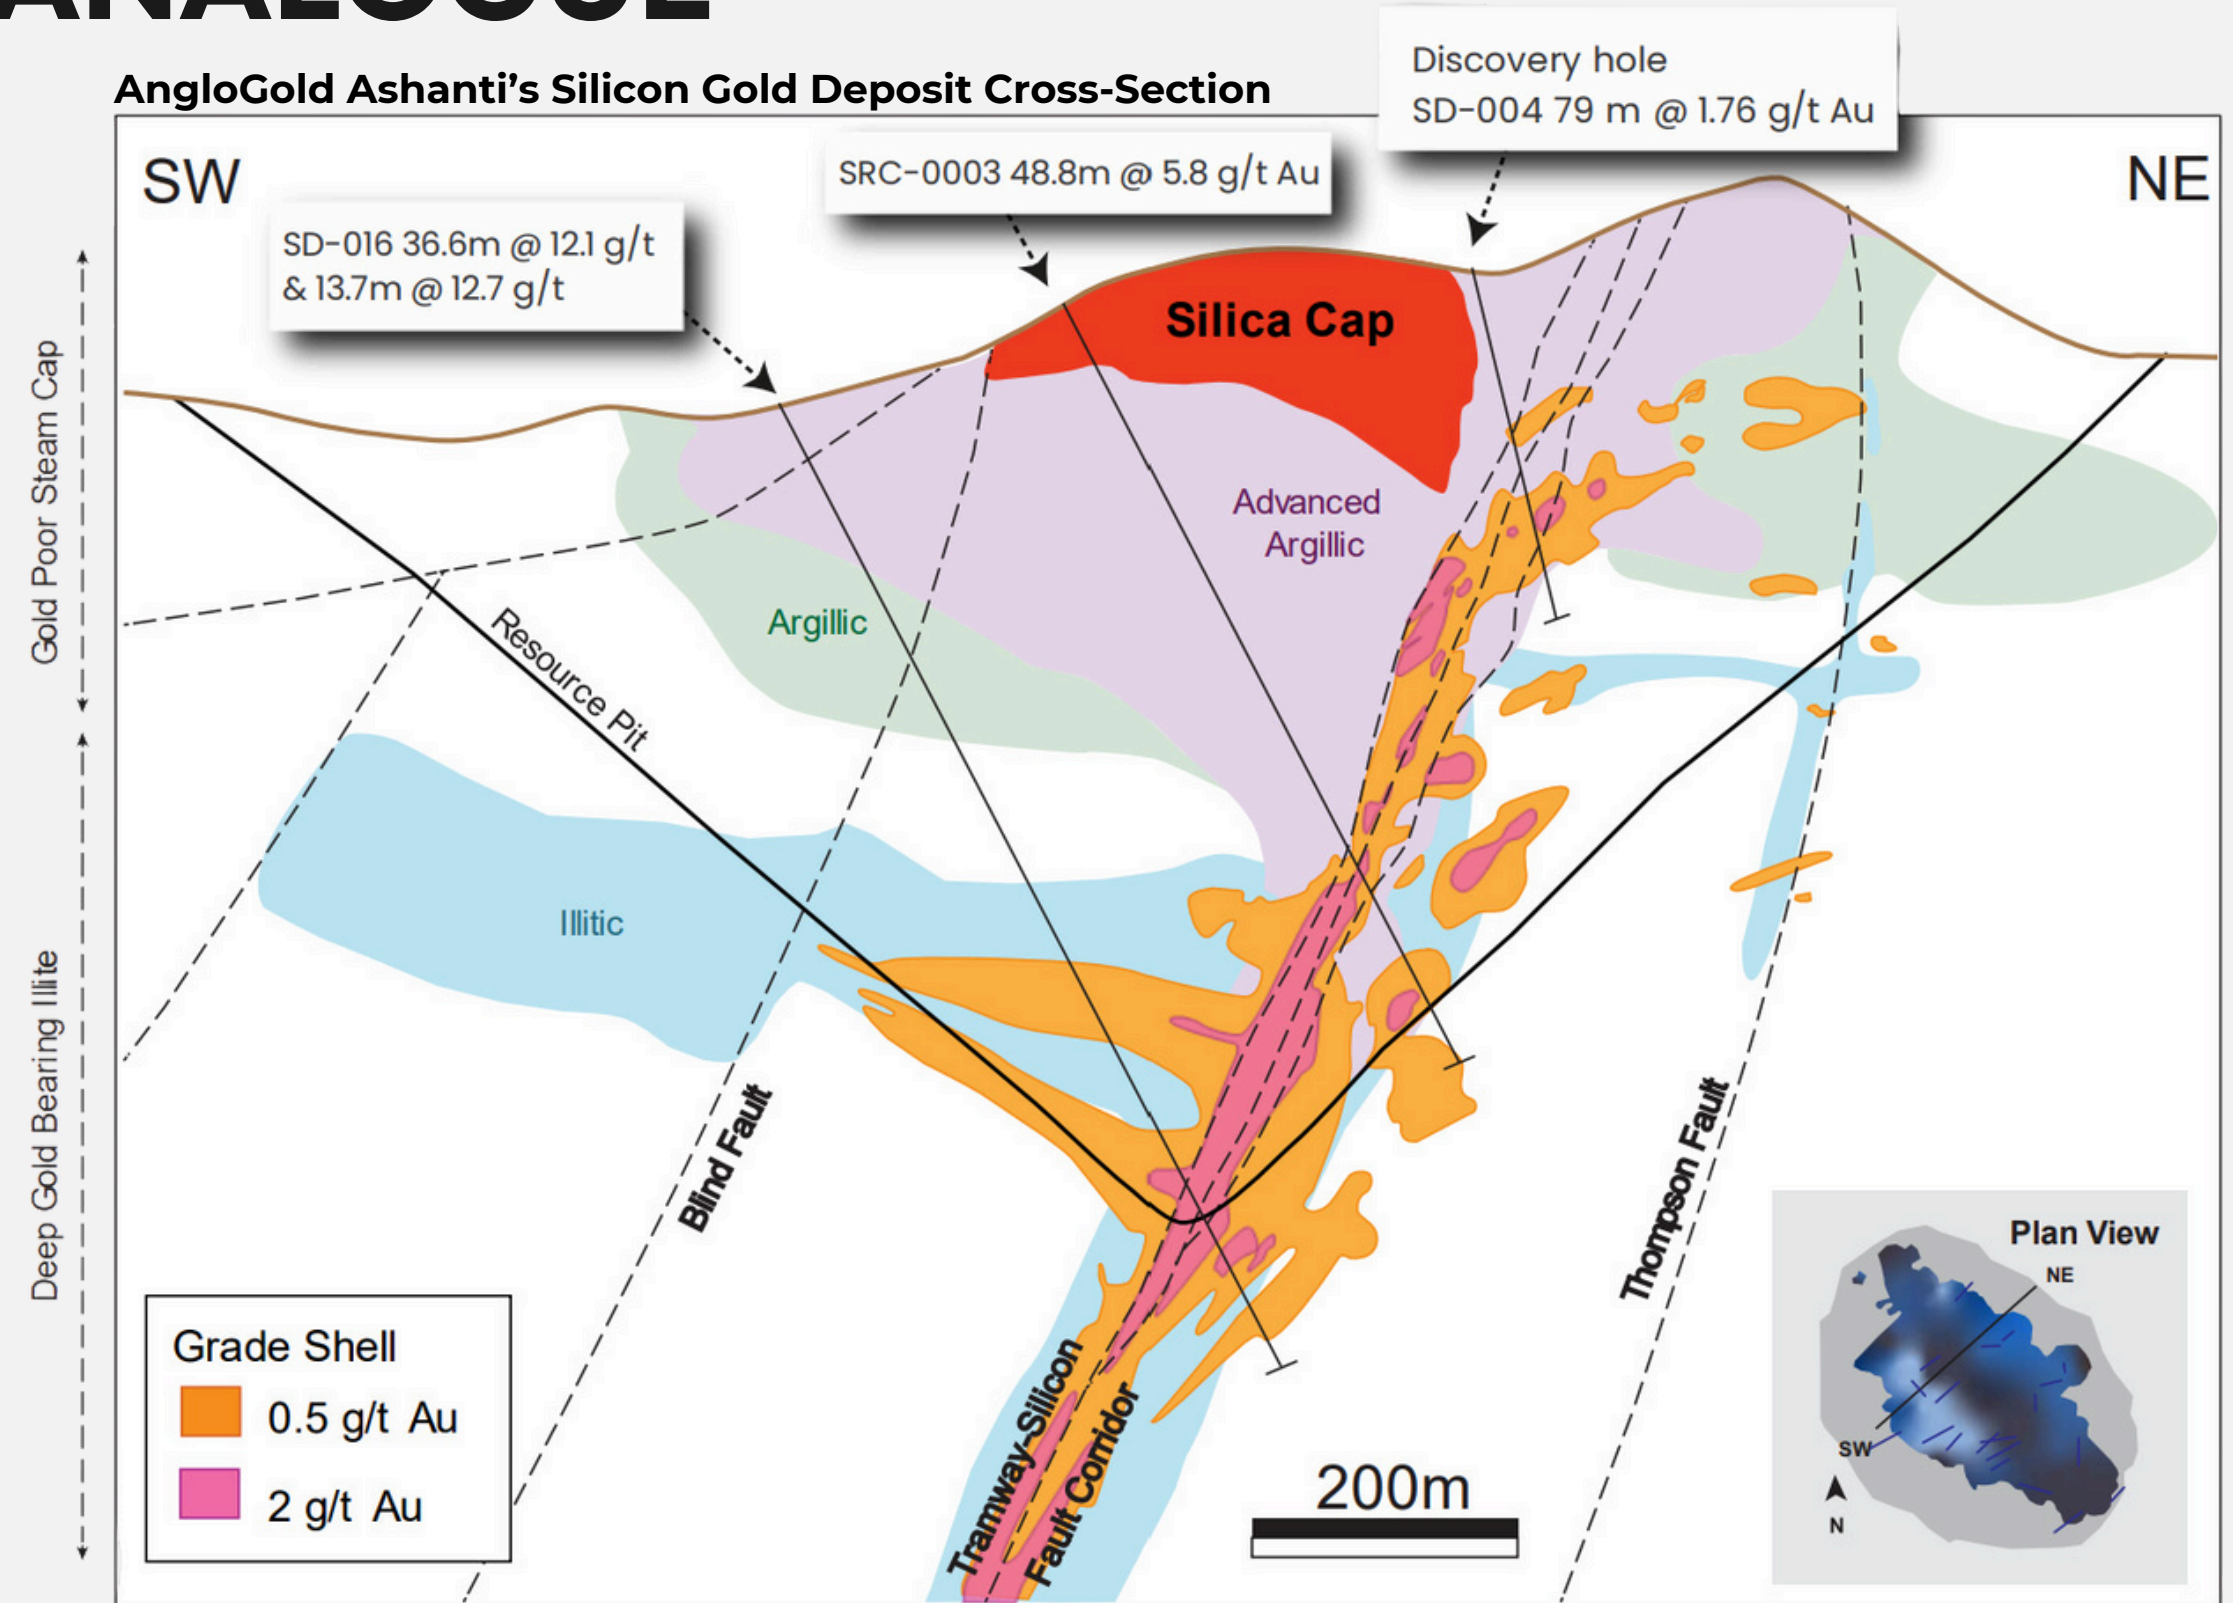 ANALOGUE
AngloGold Ashanti's Silicon Gold Deposit Cross-Section
Discovery hole
SD-004 79 m @ 1.76 g/t Au
SRC-0003 48.8m @ 5.8 g/t Au
SW
NE
SD-016 36.6m @ 12.1 g/t
& 13.7m @ 12.7 g/t
Silica Cap
Gold Poor Steam Cap
Advanced
Argillic
Argillic
Resource Pit
Illitic
Deep Gold Bearing Illite
Blind Fault
Thompson Fault
Tramway-Silicon
Fault Corridor
Grade Shell
0.5 g/t Au
2 g/t Au
200m
Plan View
NE
SW
N